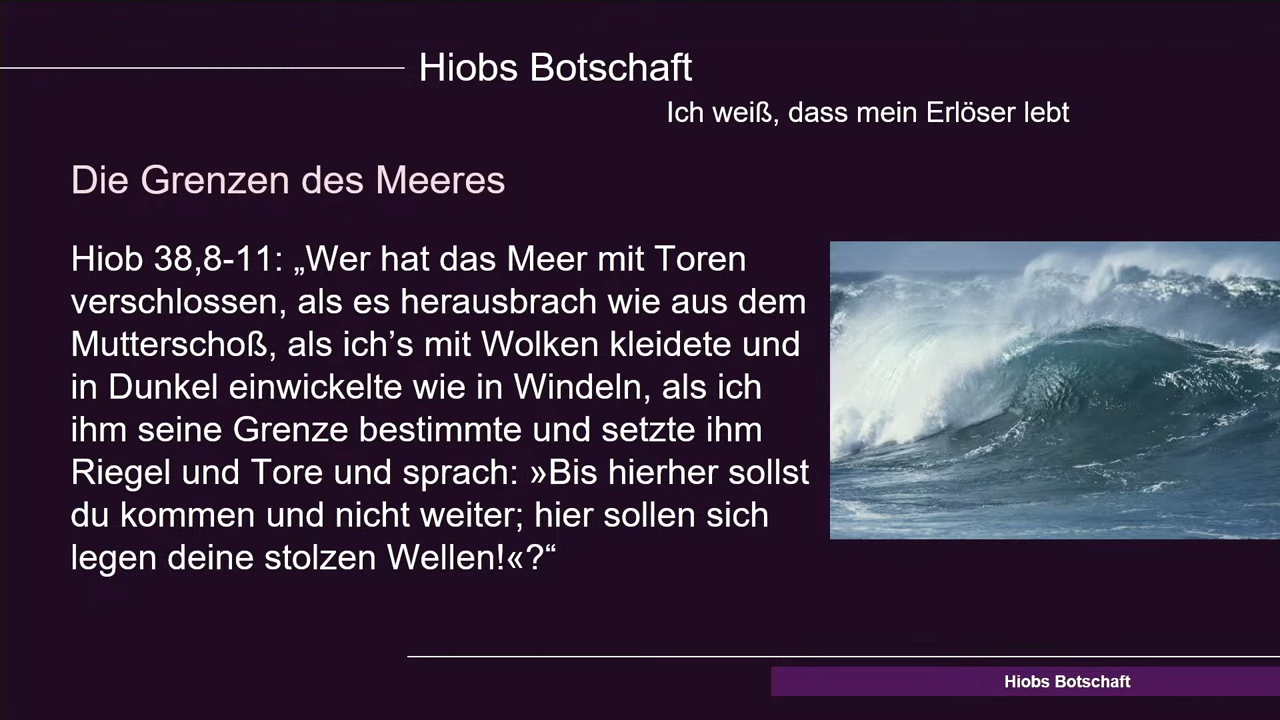 Hiobs Botschaft
Ich weiß, dass mein Erlöser lebt
Die Grenzen des Meeres
Hiob 38,8-11: „Wer hat das Meer mit Toren
verschlossen, als es herausbrach wie aus dem
Mutterschoß, als ich’s mit Wolken kleidete und
in Dunkel einwickelte wie in Windeln, als ich
ihm seine Grenze bestimmte und setzte ihm
Riegel und Tore und sprach: »Bis hierher sollst
du kommen und nicht weiter; hier sollen sich
legen deine stolzen Wellen!«?“
Hiobs Botschaft